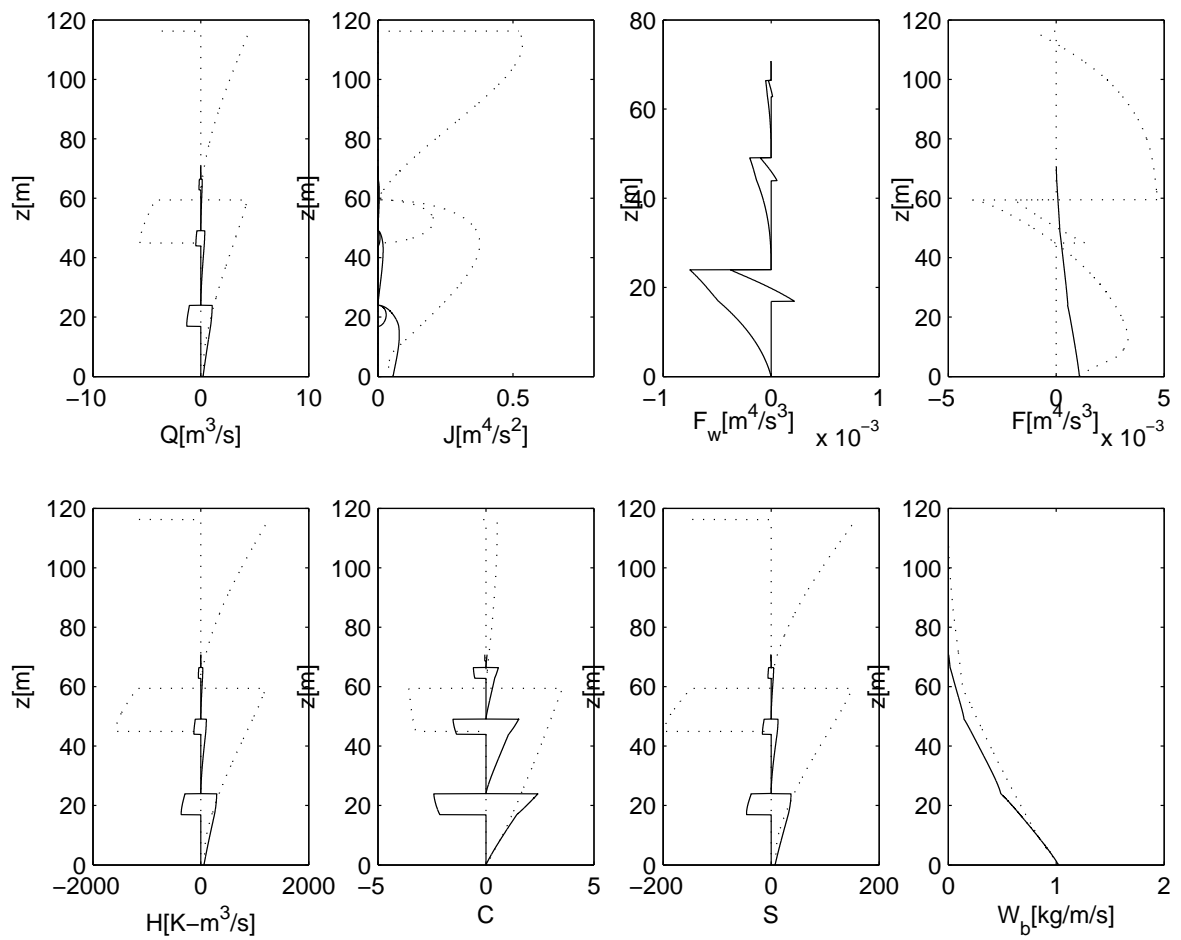 120
100
80
60
40
20
0
−10 0 10
z[m]
Q[m³/s]
120
100
80
60
40
20
0
0 0.5
z[m]
J[m⁴/s²]
80
60
40
20
0
−1 0 1
z[m]
F_w[m⁴/s³]
x 10⁻³
120
100
80
60
40
20
0
−5 0 5
z[m]
F[m⁴/s³]
x 10⁻³
120
100
80
60
40
20
0
−2000 0 2000
z[m]
H[K−m³/s]
120
100
80
60
40
20
0
−5 0 5
z[m]
C
120
100
80
60
40
20
0
−200 0 200
z[m]
S
120
100
80
60
40
20
0
0 1 2
z[m]
W_b[kg/m/s]